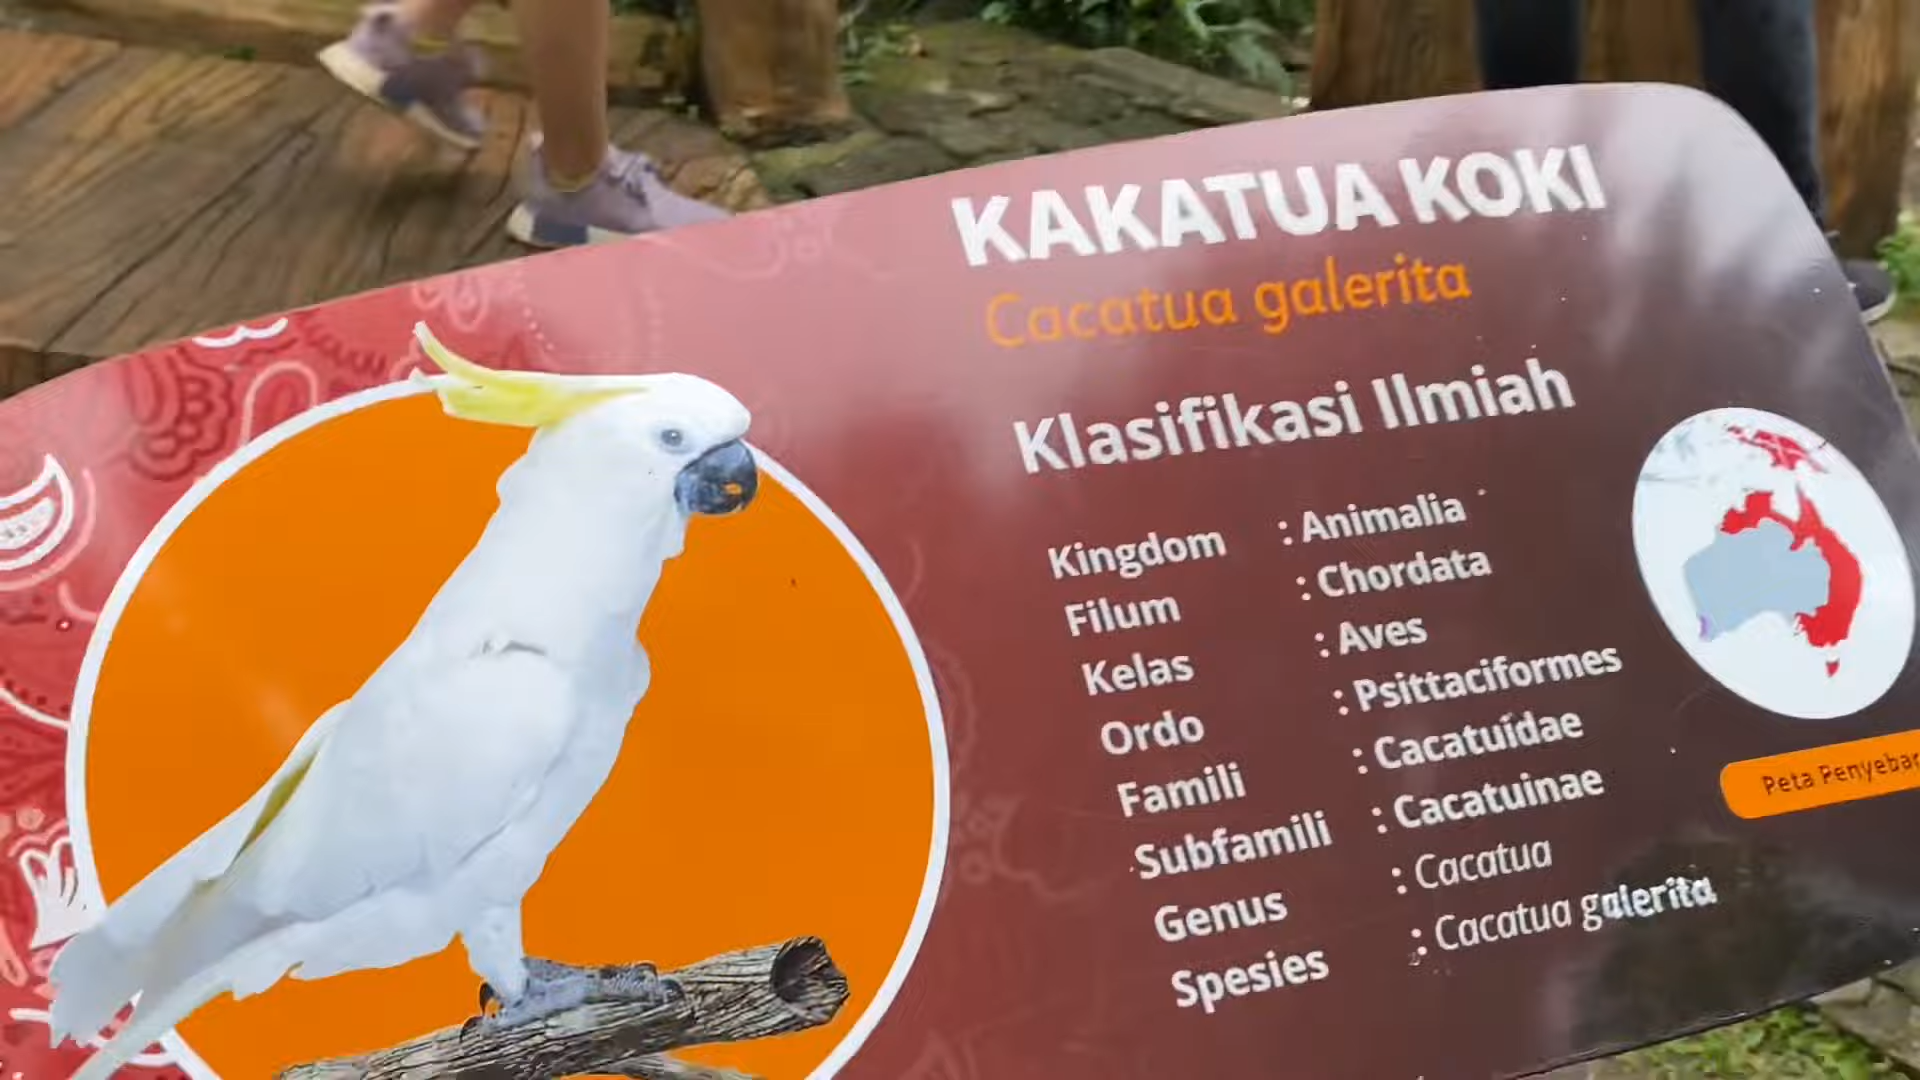 KAKATUA KOKI
Cacatua galerita
Klasifikasi Ilmiah
Kingdom : Animalia
Filum : Chordata
Kelas : Aves
Ordo : Psittaciformes
Famili : Cacatuidae
Subfamili : Cacatuinae
Genus : Cacatua
Spesies : Cacatua galerita
Peta Penyebar